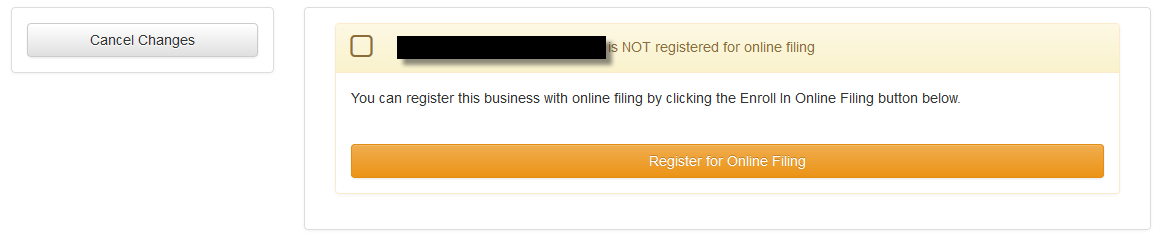 Cancel Changes
is NOT registered for online filing
You can register this business with online filing by clicking the Enroll In Online Filing button below.
Register for Online Filing